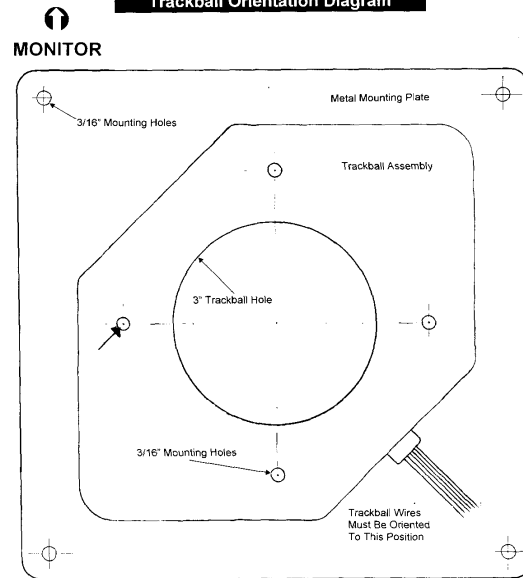 Trackball Orientation Diagram
MONITOR
Metal Mounting Plate
3/16" Mounting Holes
Trackball Assembly
3" Trackball Hole
3/16" Mounting Holes
Trackball Wires
Must Be Oriented
To This Position